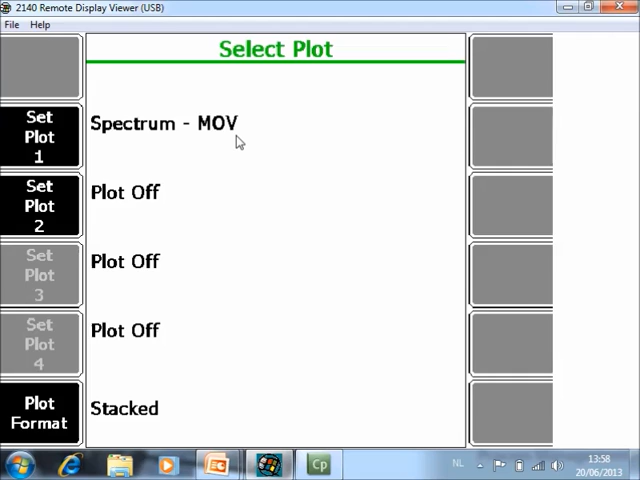 2140 Remote Display Viewer (USB)
File Help
Select Plot
Set
Plot
1
Spectrum - MOV
Set
Plot
2
Plot Off
Set
Plot
3
Plot Off
Set
Plot
4
Plot Off
Plot
Format
Stacked
Cp
NL
13:58
20/06/2013